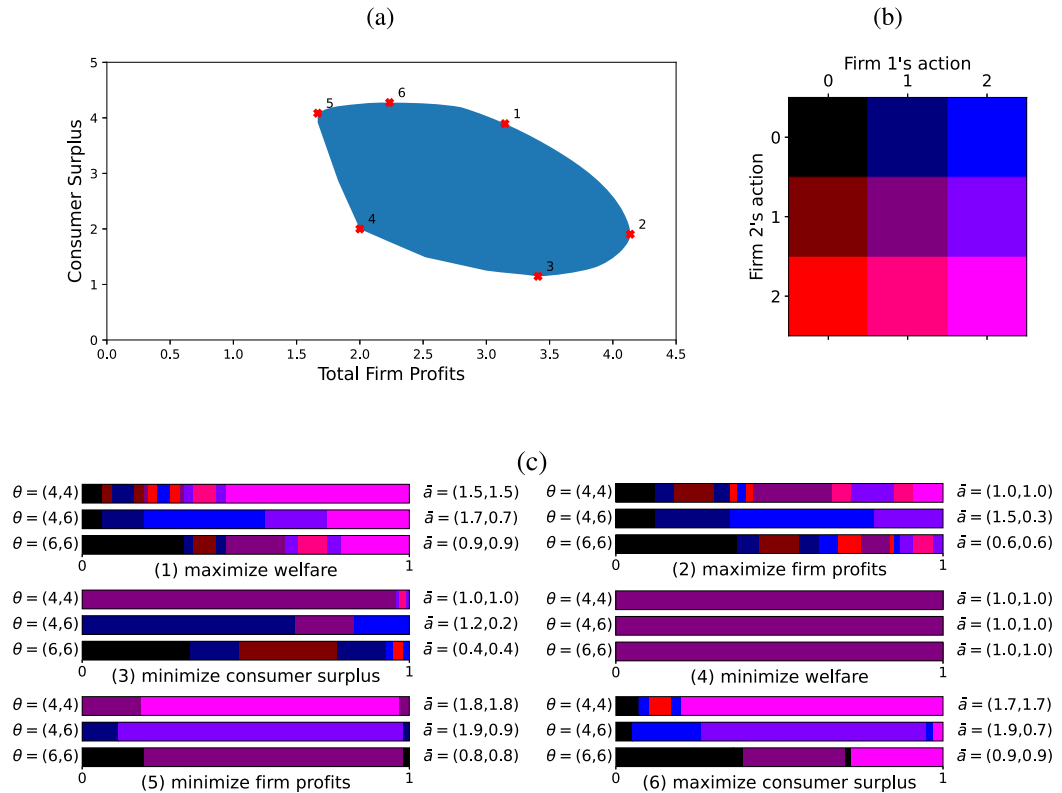 (a)
Consumer Surplus
5
4
3
2
1
0
6
5
1
4
2
3
0.0 0.5 1.0 1.5 2.0 2.5 3.0 3.5 4.0 4.5
Total Firm Profits
(b)
Firm 1's action
0 1 2
Firm 2's action
0
1
2
(c)
θ = (4,4) ā = (1.5,1.5)
θ = (4,6) ā = (1.7,0.7)
θ = (6,6) ā = (0.9,0.9)
0 1
(1) maximize welfare
θ = (4,4) ā = (1.0,1.0)
θ = (4,6) ā = (1.5,0.3)
θ = (6,6) ā = (0.6,0.6)
0 1
(2) maximize firm profits
θ = (4,4) ā = (1.0,1.0)
θ = (4,6) ā = (1.2,0.2)
θ = (6,6) ā = (0.4,0.4)
0 1
(3) minimize consumer surplus
θ = (4,4) ā = (1.0,1.0)
θ = (4,6) ā = (1.0,1.0)
θ = (6,6) ā = (1.0,1.0)
0 1
(4) minimize welfare
θ = (4,4) ā = (1.8,1.8)
θ = (4,6) ā = (1.9,0.9)
θ = (6,6) ā = (0.8,0.8)
0 1
(5) minimize firm profits
θ = (4,4) ā = (1.7,1.7)
θ = (4,6) ā = (1.9,0.7)
θ = (6,6) ā = (0.9,0.9)
0 1
(6) maximize consumer surplus